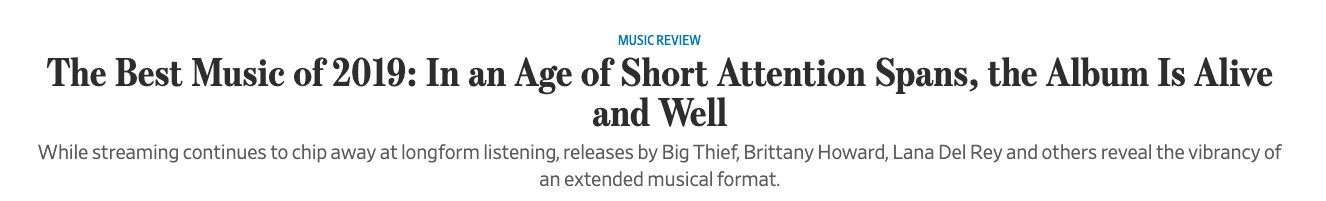 MUSIC REVIEW
The Best Music of 2019: In an Age of Short Attention Spans, the Album Is Alive
and Well
While streaming continues to chip away at longform listening, releases by Big Thief, Brittany Howard, Lana Del Rey and others reveal the vibrancy of
an extended musical format.